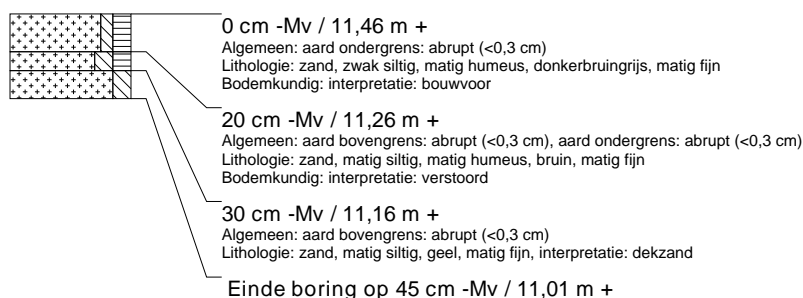 0 cm -Mv / 11,46 m +
Algemeen: aard ondergrens: abrupt (<0,3 cm)
Lithologie: zand, zwak siltig, matig humeus, donkerbruingrijs, matig fijn
Bodemkundig: interpretatie: bouwvoor
20 cm -Mv / 11,26 m +
Algemeen: aard bovengrens: abrupt (<0,3 cm), aard ondergrens: abrupt (<0,3 cm)
Lithologie: zand, matig siltig, matig humeus, bruin, matig fijn
Bodemkundig: interpretatie: verstoord
30 cm -Mv / 11,16 m +
Algemeen: aard bovengrens: abrupt (<0,3 cm)
Lithologie: zand, matig siltig, geel, matig fijn, interpretatie: dekzand
Einde boring op 45 cm -Mv / 11,01 m +